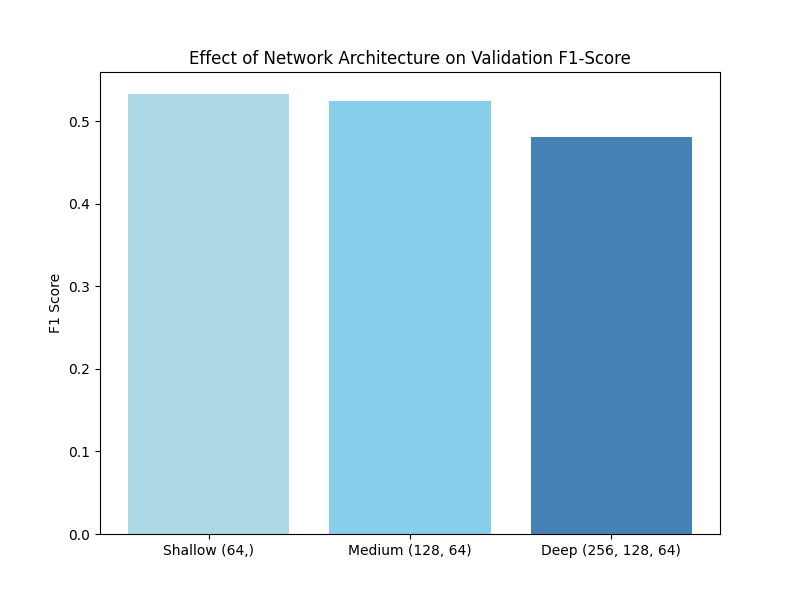 Effect of Network Architecture on Validation F1-Score
F1 Score
0.5
0.4
0.3
0.2
0.1
0.0
Shallow (64,)
Medium (128, 64)
Deep (256, 128, 64)